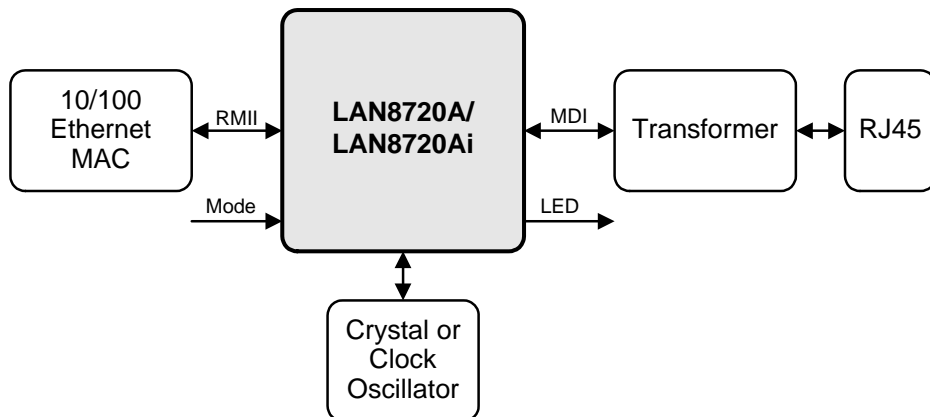 10/100
Ethernet
MAC
RMII
LAN8720A/
LAN8720Ai
MDI
Transformer
RJ45
Mode
LED
Crystal or
Clock
Oscillator